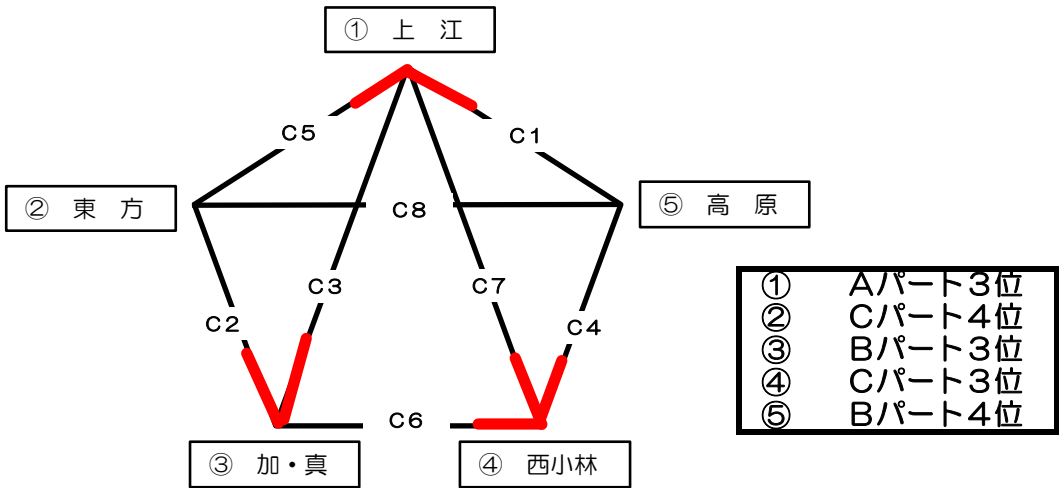 ① 上 江
C5
C1
② 東 方
C8
⑤ 高 原
C3
C7
C2
C4
C6
③ 加・真
④ 西小林
① Aパート3位
② Cパート4位
③ Bパート3位
④ Cパート3位
⑤ Bパート4位